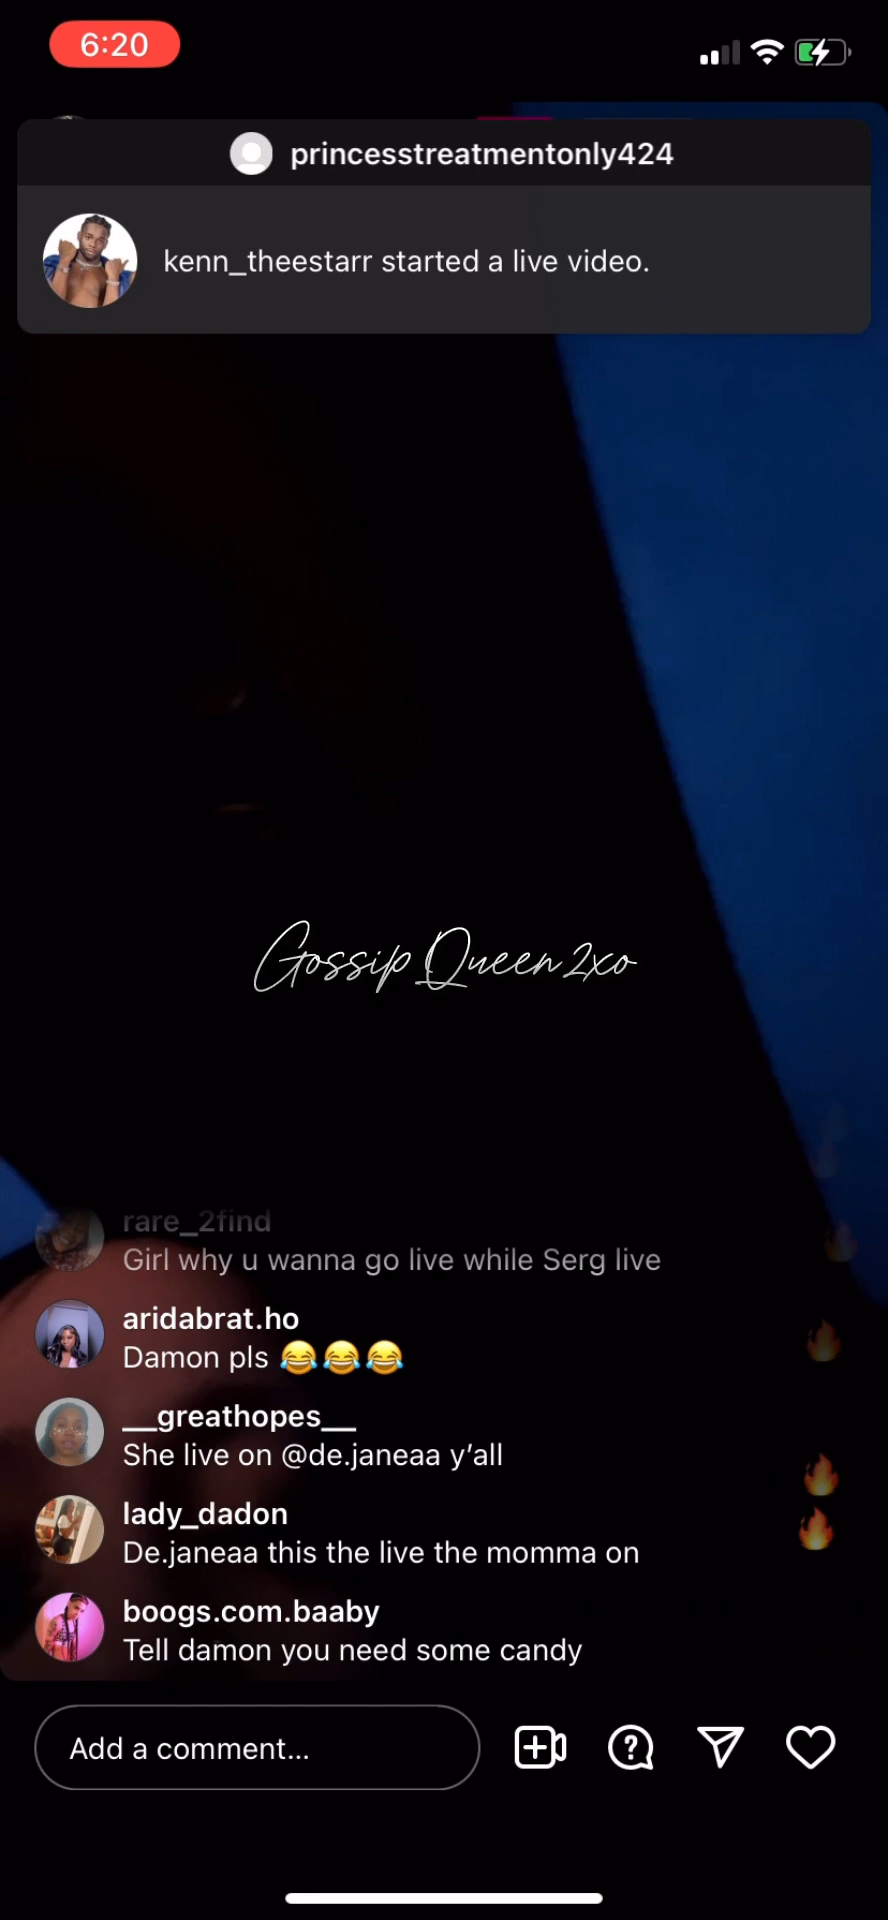 6:20
princesstreatmentonly424
kenn_theestarr started a live video.
Gossip Queen2xo
rare_2find
Girl why u wanna go live while Serg live
aridabrat.ho
Damon pls 😂😂😂
__greathopes__
She live on @de.janeaa y’all
lady_dadon
De.janeaa this the live the momma on
boogs.com.baaby
Tell damon you need some candy
Add a comment...